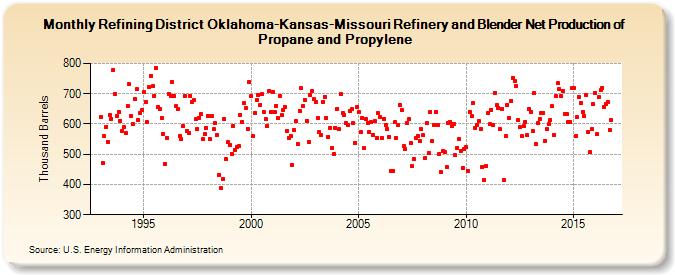 Monthly Refining District Oklahoma-Kansas-Missouri Refinery and Blender Net Production of
Propane and Propylene
Thousand Barrels
800
700
600
500
400
300
1995
2000
2005
2010
2015
Source: U.S. Energy Information Administration